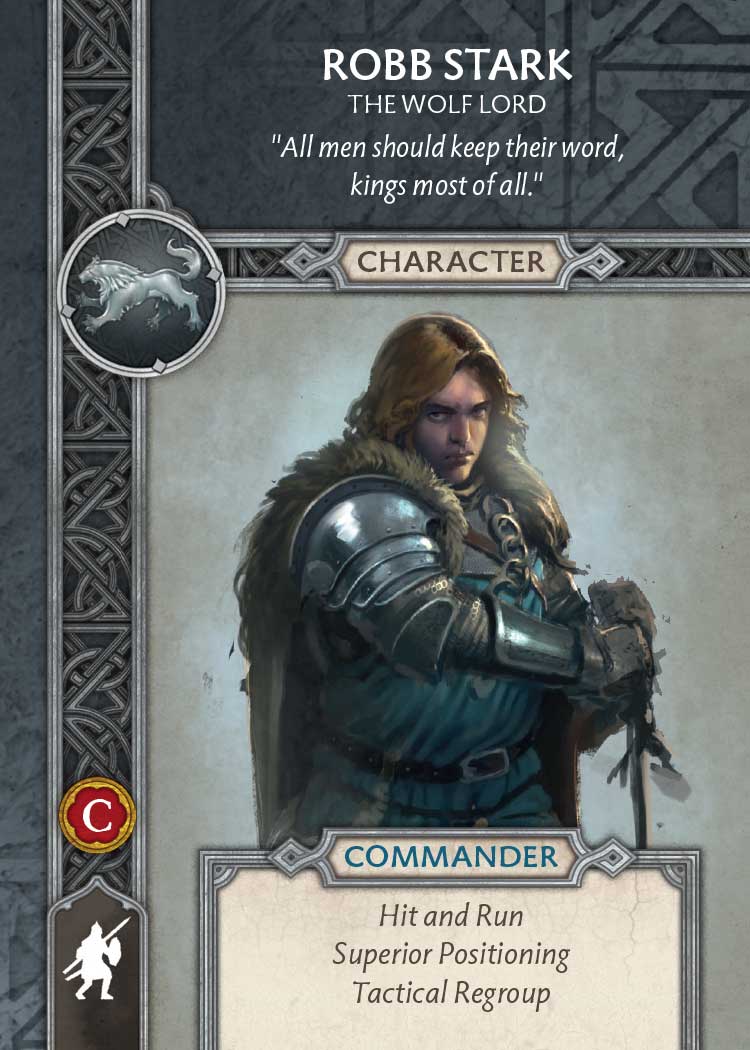 ROBB STARK
THE WOLF LORD
"All men should keep their word,
kings most of all."
CHARACTER
C
COMMANDER
Hit and Run
Superior Positioning
Tactical Regroup